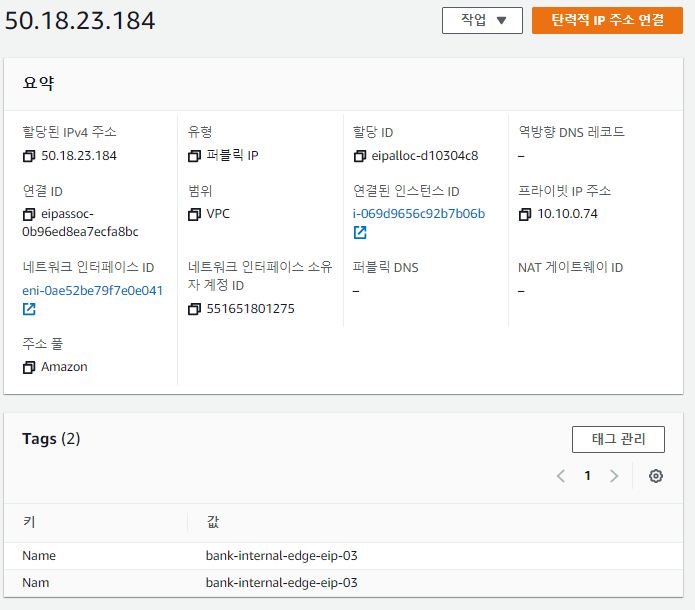 50.18.23.184
작업 ▼
탄력적 IP 주소 연결
요약
할당된 IPv4 주소
50.18.23.184
유형
퍼블릭 IP
할당 ID
eipalloc-d10304c8
역방향 DNS 레코드
–
연결 ID
eipassoc-
0b96ed8ea7ecfa8bc
범위
VPC
연결된 인스턴스 ID
i-069d9656c92b7b06b
프라이빗 IP 주소
10.10.0.74
네트워크 인터페이스 ID
eni-0ae52be79f7e0e041
네트워크 인터페이스 소유
자 계정 ID
551651801275
퍼블릭 DNS
–
NAT 게이트웨이 ID
–
주소 풀
Amazon
Tags (2)
태그 관리
1
키
값
Name
bank-internal-edge-eip-03
Nam
bank-internal-edge-eip-03